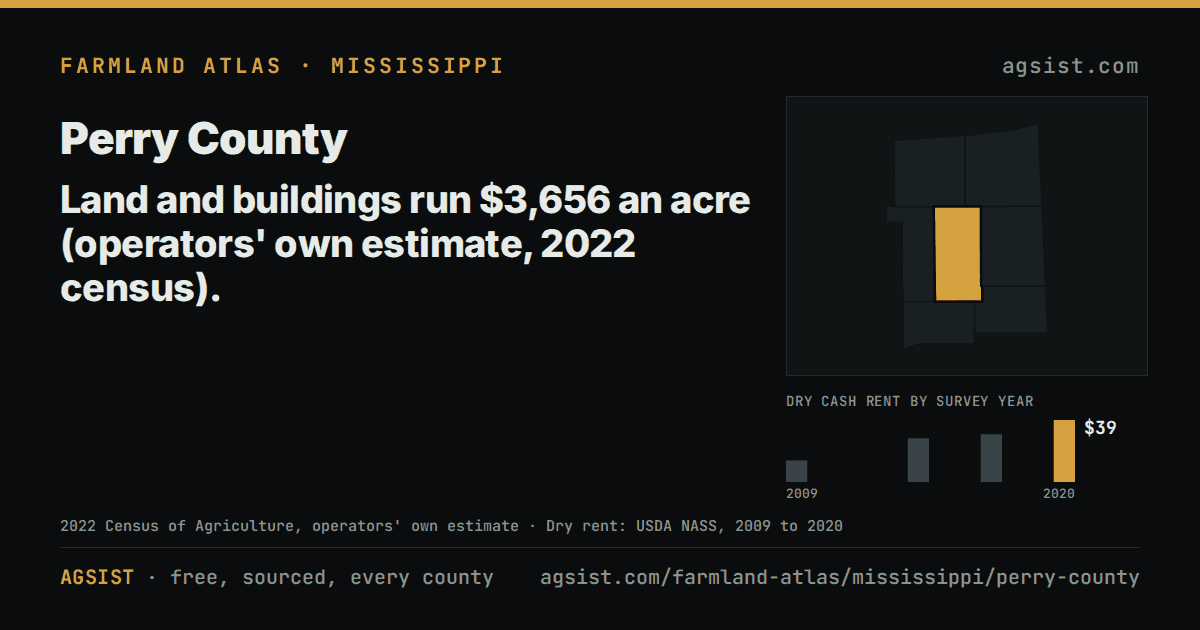 FARMLAND ATLAS · MISSISSIPPI
agsist.com
Perry County
Land and buildings run $3,656 an acre
(operators' own estimate, 2022
census).
DRY CASH RENT BY SURVEY YEAR
$39
2009
2020
2022 Census of Agriculture, operators' own estimate · Dry rent: USDA NASS, 2009 to 2020
AGSIST · free, sourced, every county
agsist.com/farmland-atlas/mississippi/perry-county